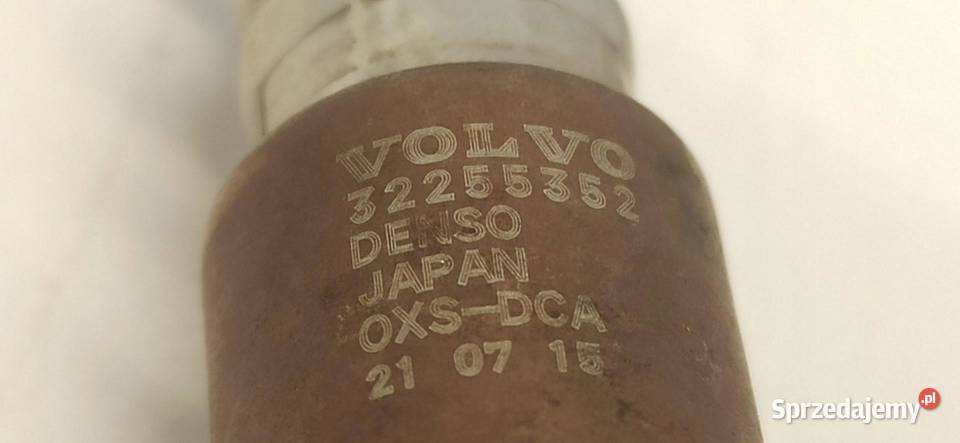 VOLVO
32255352
DENSO
JAPAN
OXS-DCA
21 07 15
Sprzedajemy.pl